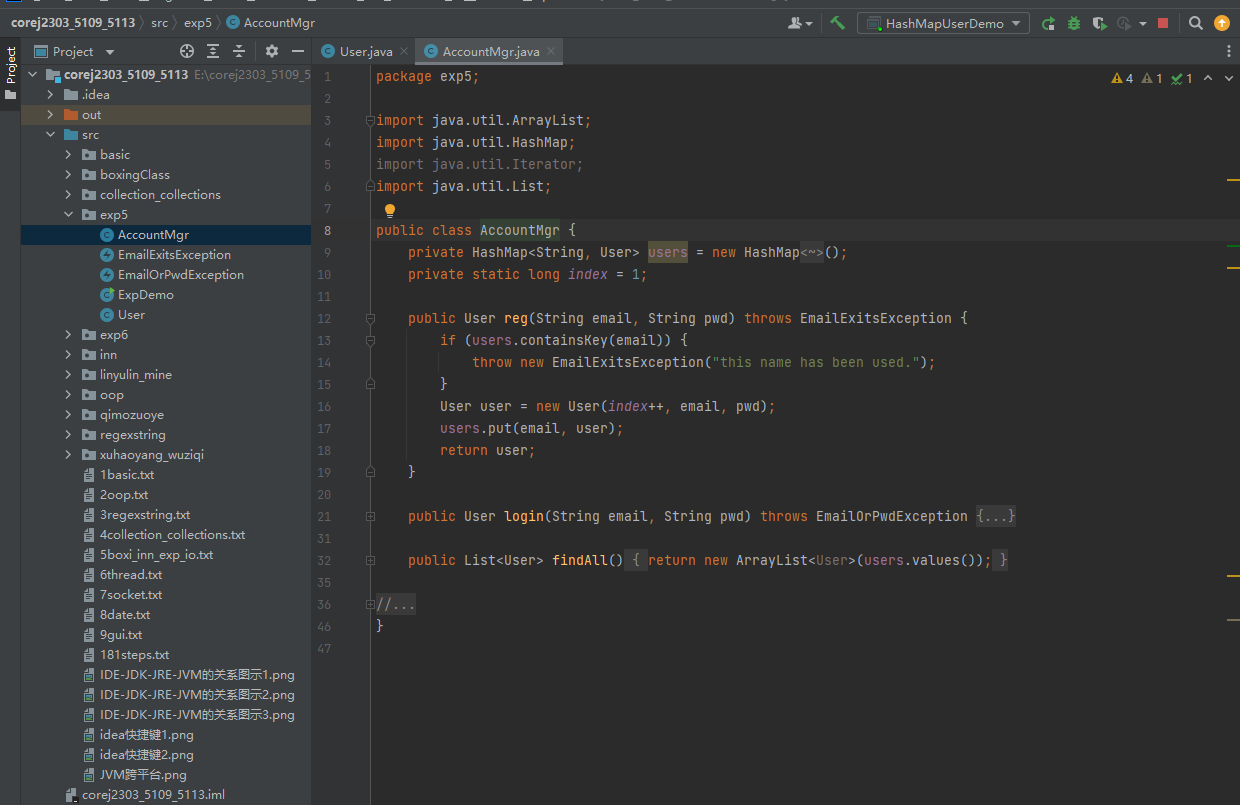 corej2303_5109_5113 src exp5 AccountMgr
HashMapUserDemo
Project
Project
User.java
AccountMgr.java
corej2303_5109_5113 E:\corej2303_5109_5
.idea
out
src
basic
boxingClass
collection_collections
exp5
AccountMgr
EmailExitsException
EmailOrPwdException
ExpDemo
User
exp6
inn
linyulin_mine
oop
qimozuoye
regexstring
xuhaoyang_wuziqi
1basic.txt
2oop.txt
3regexstring.txt
4collection_collections.txt
5boxi_inn_exp_io.txt
6thread.txt
7socket.txt
8date.txt
9gui.txt
181steps.txt
IDE-JDK-JRE-JVM的关系图示1.png
IDE-JDK-JRE-JVM的关系图示2.png
IDE-JDK-JRE-JVM的关系图示3.png
idea快捷键1.png
idea快捷键2.png
JVM跨平台.png
corej2303_5109_5113.iml
4 1 1
1 package exp5;
2
3 import java.util.ArrayList;
4 import java.util.HashMap;
5 import java.util.Iterator;
6 import java.util.List;
7
8 public class AccountMgr {
9 private HashMap<String, User> users = new HashMap<~>();
10 private static long index = 1;
11
12 public User reg(String email, String pwd) throws EmailExitsException {
13 if (users.containsKey(email)) {
14 throw new EmailExitsException("this name has been used.");
15 }
16 User user = new User(index++, email, pwd);
17 users.put(email, user);
18 return user;
19 }
20
21 public User login(String email, String pwd) throws EmailOrPwdException {...}
31
32 public List<User> findAll() { return new ArrayList<User>(users.values()); }
35
36 //...
46 }
47